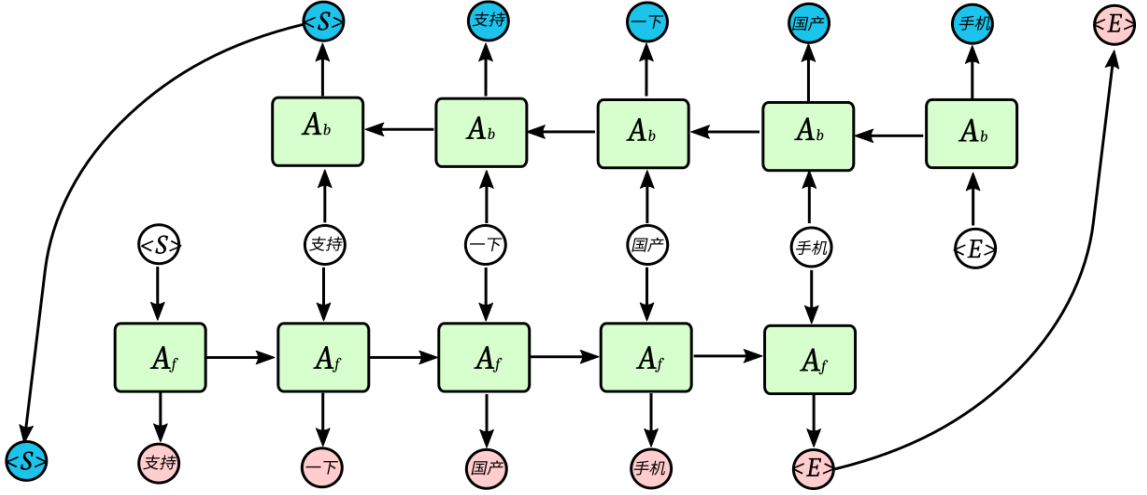 <S> 支持 一下 国产 手机 <E>
Ab Ab Ab Ab Ab
<S> 支持 一下 国产 手机 <E>
Af Af Af Af Af
<S> 支持 一下 国产 手机 <E>